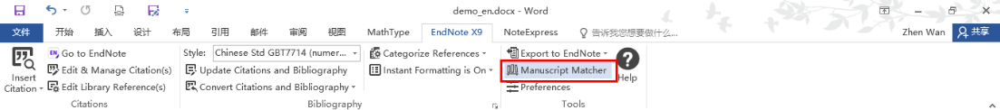 demo_en.docx - Word
文件 开始 插入 设计 布局 引用 邮件 审阅 视图 MathType EndNote X9 NoteExpress 告诉我您想要做什么... Zhen Wan 共享
Insert Citation
Go to EndNote
Edit & Manage Citation(s)
Edit Library Reference(s)
Citations
Style: Chinese Std GBT7714 (numer...
Update Citations and Bibliography
Convert Citations and Bibliography
Categorize References
Instant Formatting is On
Bibliography
Export to EndNote
Manuscript Matcher
Preferences
Help
Tools